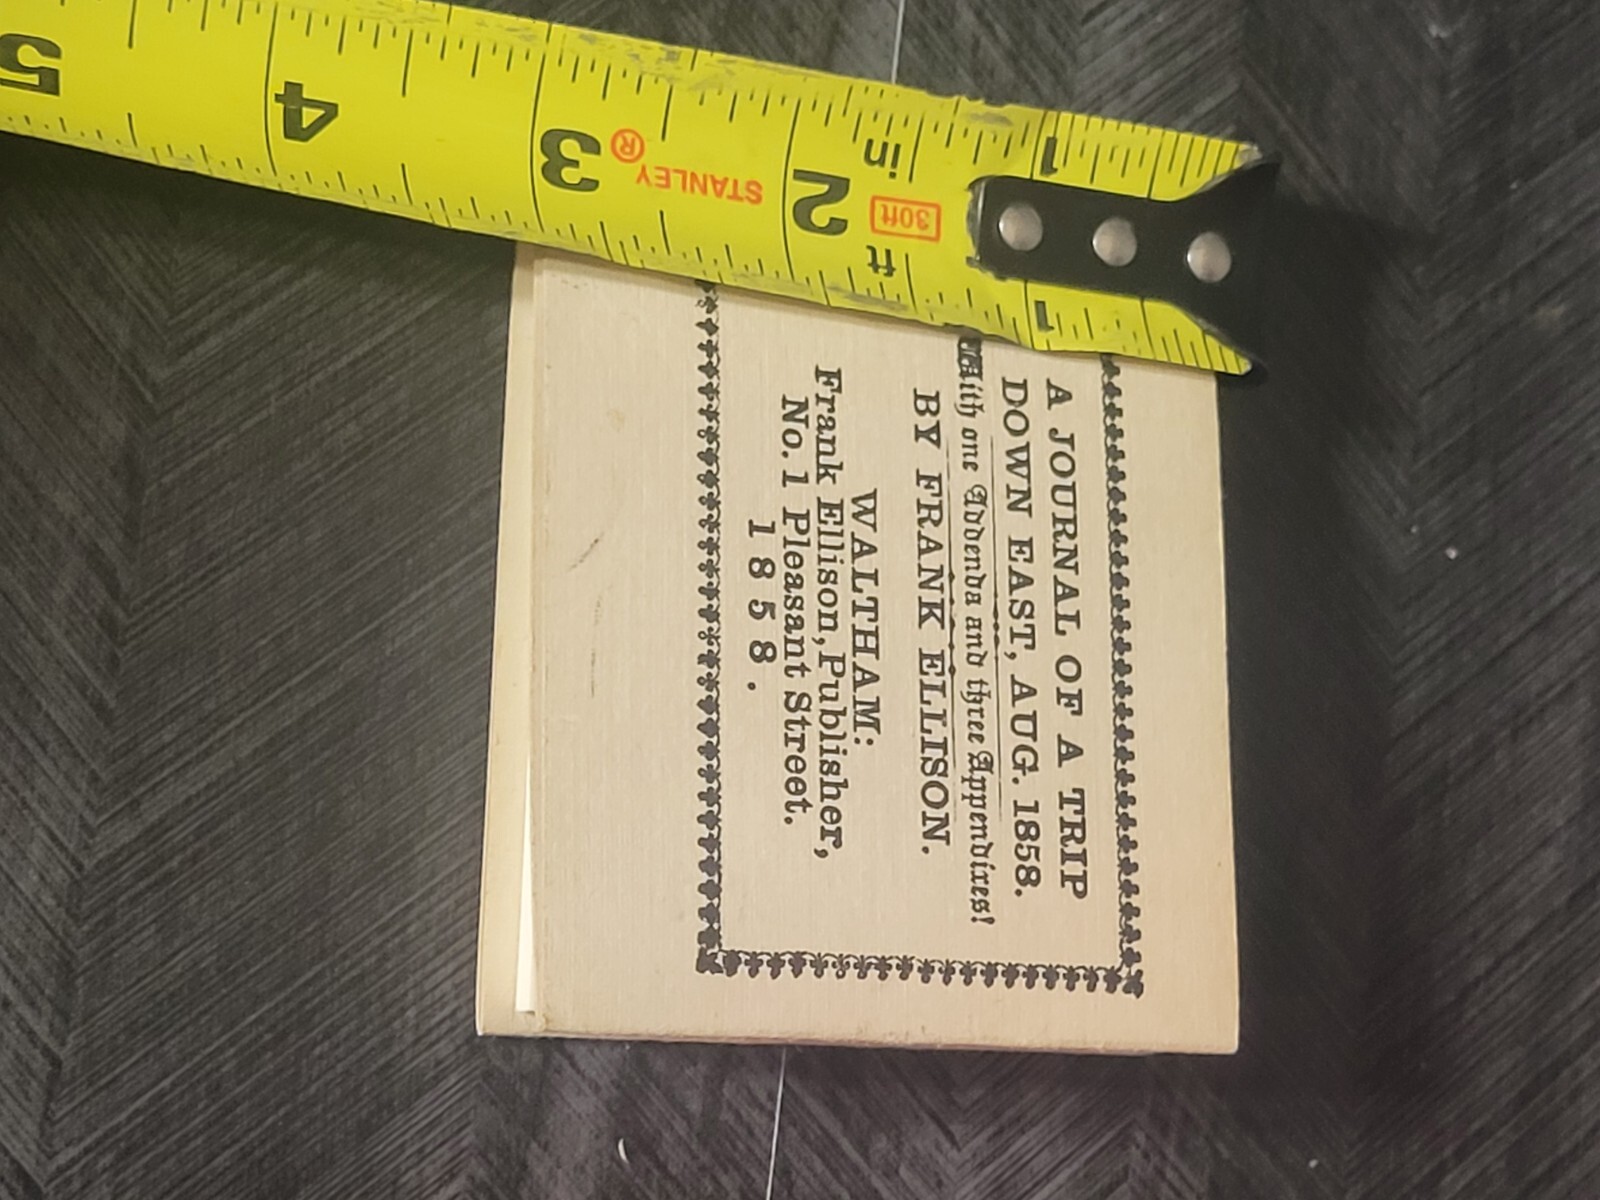 A JOURNAL OF A TRIP
DOWN EAST, AUG. 1858.
With one Addenda and three Appendixes!
BY FRANK ELLISON.
WALTHAM:
Frank Ellison, Publisher,
No. 1 Pleasant Street.
1858.
1
1
2
in
ft
30ft
STANLEY®
3
4
5